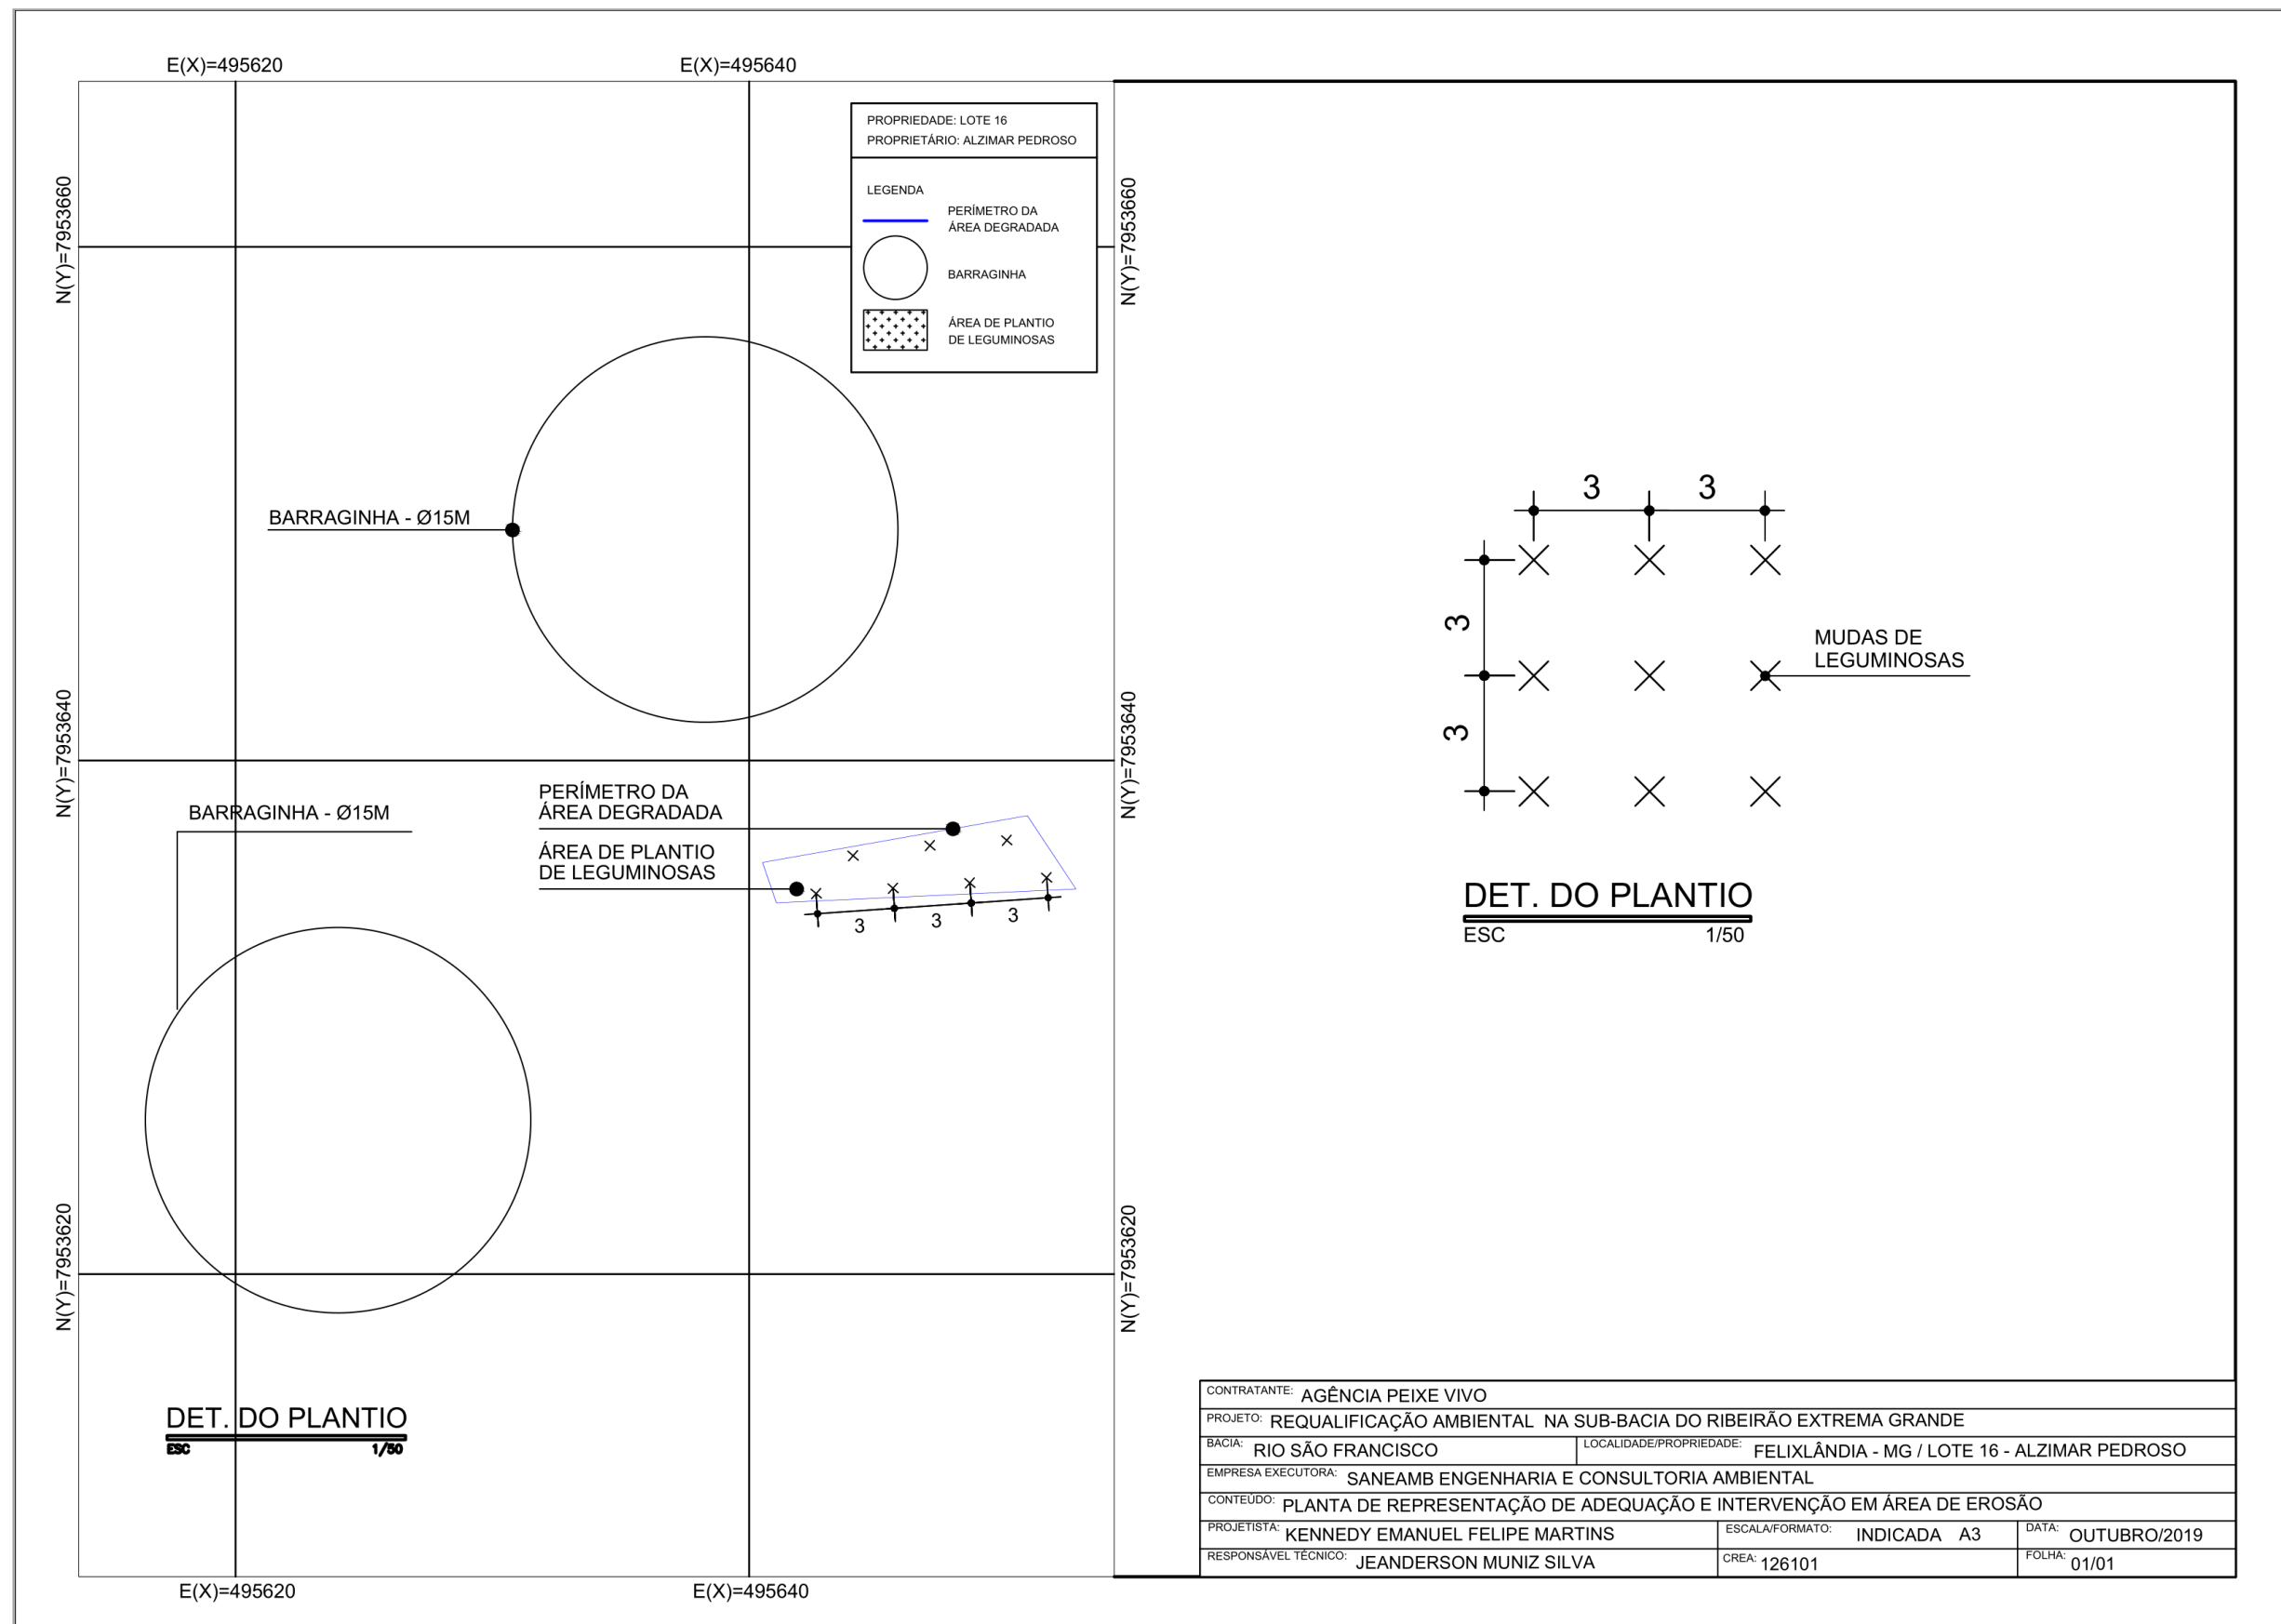 E(X)=495620
E(X)=495640
N(Y)=7953660
N(Y)=7953660
PROPRIEDADE: LOTE 16
PROPRIETÁRIO: ALZIMAR PEDROSO
LEGENDA
PERÍMETRO DA
ÁREA DEGRADADA
BARRAGINHA
ÁREA DE PLANTIO
DE LEGUMINOSAS
BARRAGINHA - Ø15M
N(Y)=7953640
N(Y)=7953640
PERÍMETRO DA
ÁREA DEGRADADA
BARRAGINHA - Ø15M
ÁREA DE PLANTIO
DE LEGUMINOSAS
3
3
3
N(Y)=7953620
N(Y)=7953620
DET. DO PLANTIO
ESC 1/50
E(X)=495620
E(X)=495640
3
3
3
3
MUDAS DE
LEGUMINOSAS
DET. DO PLANTIO
ESC 1/50
CONTRATANTE: AGÊNCIA PEIXE VIVO
PROJETO: REQUALIFICAÇÃO AMBIENTAL NA SUB-BACIA DO RIBEIRÃO EXTREMA GRANDE
BACIA: RIO SÃO FRANCISCO LOCALIDADE/PROPRIEDADE: FELIXLÂNDIA - MG / LOTE 16 - ALZIMAR PEDROSO
EMPRESA EXECUTORA: SANEAMB ENGENHARIA E CONSULTORIA AMBIENTAL
CONTEÚDO: PLANTA DE REPRESENTAÇÃO DE ADEQUAÇÃO E INTERVENÇÃO EM ÁREA DE EROSÃO
PROJETISTA: KENNEDY EMANUEL FELIPE MARTINS ESCALA/FORMATO: INDICADA A3 DATA: OUTUBRO/2019
RESPONSÁVEL TÉCNICO: JEANDERSON MUNIZ SILVA CREA: 126101 FOLHA: 01/01